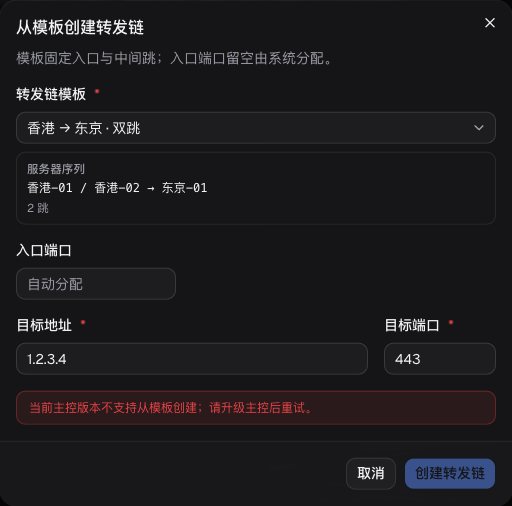 从模板创建转发链
模板固定入口与中间跳；入口端口留空由系统分配。
转发链模板 *
香港 → 东京 · 双跳
服务器序列
香港-01 / 香港-02 → 东京-01
2 跳
入口端口
自动分配
目标地址 *
目标端口 *
1.2.3.4
443
当前主控版本不支持从模板创建；请升级主控后重试。
取消
创建转发链